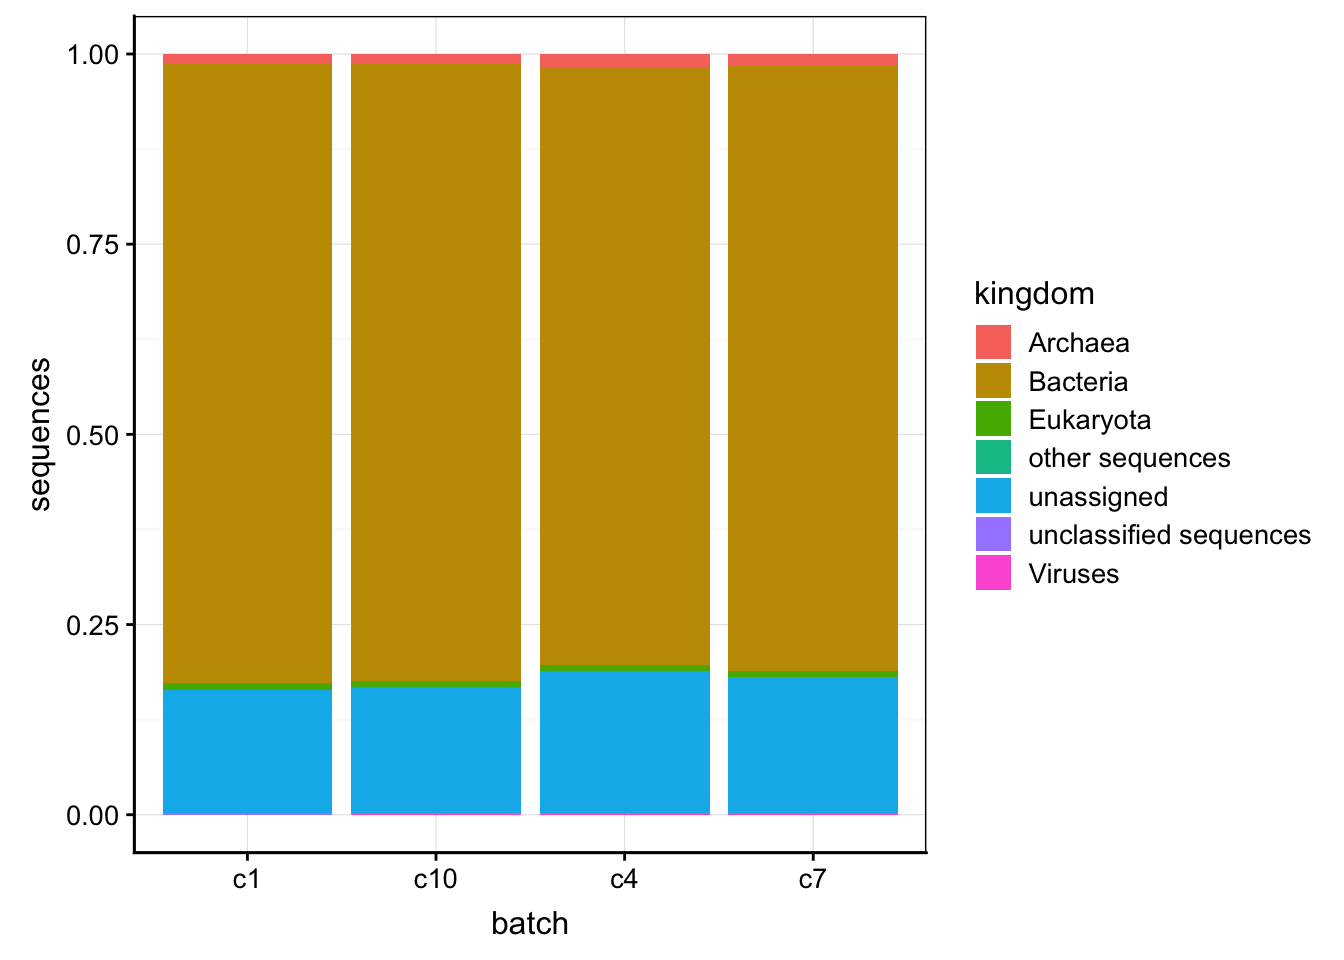 sequences
1.00
0.75
0.50
0.25
0.00
c1
c10
c4
c7
batch
kingdom
Archaea
Bacteria
Eukaryota
other sequences
unassigned
unclassified sequences
Viruses